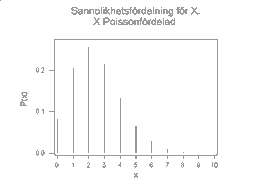 Sannolikhetsfördelning för X.
X Poissonfördelad
0.2
0.1
0.0
P(x)
0 1 2 3 4 5 6 7 8 9 10
x